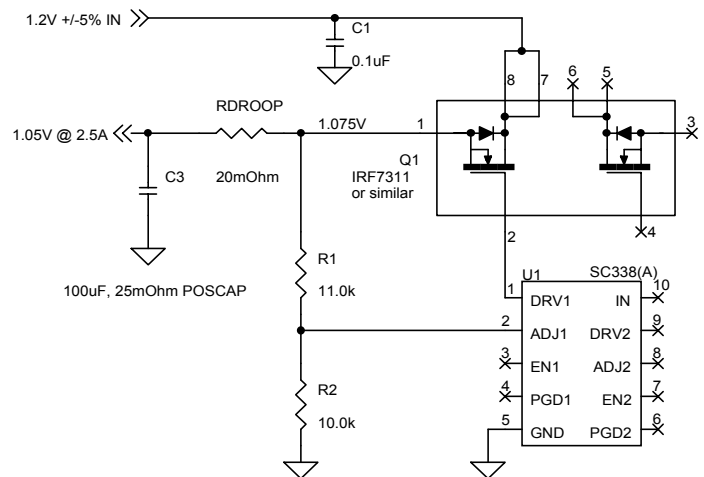 1.2V +/-5% IN
C1
0.1uF
8
7
6
5
3
RDROOP
1.05V @ 2.5A
1.075V
1
Q1
IRF7311
or similar
C3
20mOhm
4
2
100uF, 25mOhm POSCAP
R1
11.0k
U1
SC338(A)
1
DRV1
IN
10
2
ADJ1
DRV2
9
3
EN1
ADJ2
8
4
PGD1
EN2
7
5
GND
PGD2
6
R2
10.0k